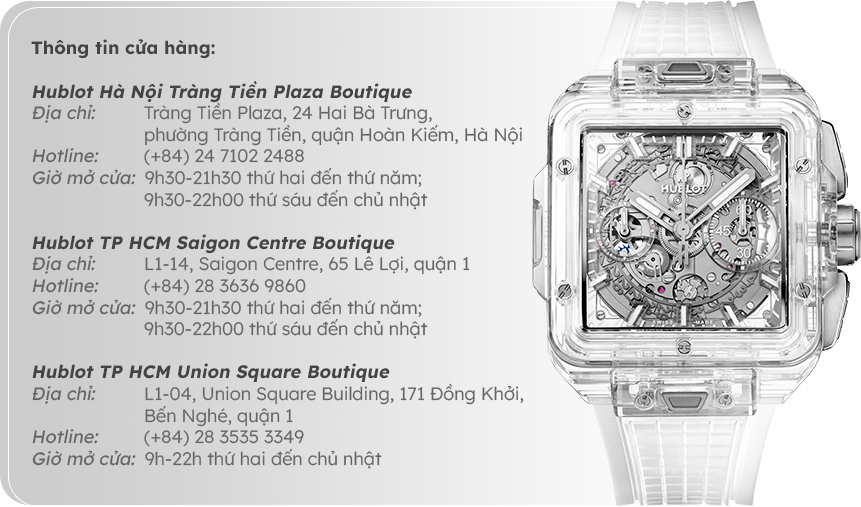 Thông tin cửa hàng:
Hublot Hà Nội Tràng Tiền Plaza Boutique
Địa chỉ: Tràng Tiền Plaza, 24 Hai Bà Trưng,
phường Tràng Tiền, quận Hoàn Kiếm, Hà Nội
Hotline: (+84) 24 7102 2488
Giờ mở cửa: 9h30-21h30 thứ hai đến thứ năm;
9h30-22h00 thứ sáu đến chủ nhật
Hublot TP HCM Saigon Centre Boutique
Địa chỉ: L1-14, Saigon Centre, 65 Lê Lợi, quận 1
Hotline: (+84) 28 3636 9860
Giờ mở cửa: 9h30-21h30 thứ hai đến thứ năm;
9h30-22h00 thứ sáu đến chủ nhật
Hublot TP HCM Union Square Boutique
Địa chỉ: L1-04, Union Square Building, 171 Đồng Khởi,
Bến Nghé, quận 1
Hotline: (+84) 28 3535 3349
Giờ mở cửa: 9h-22h thứ hai đến chủ nhật
HUBLOT
45
30